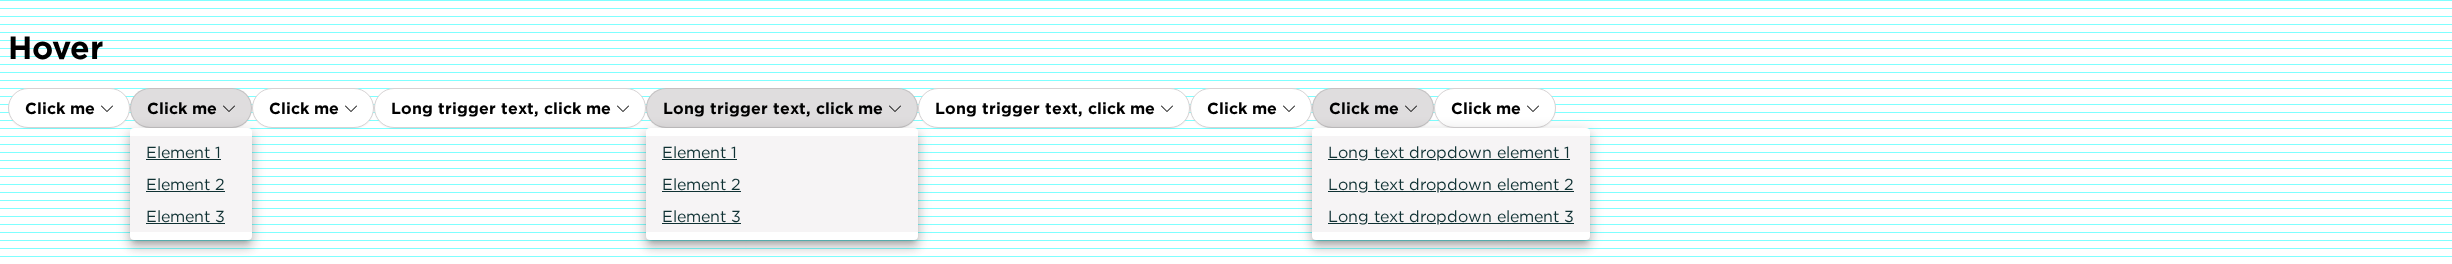 Hover
Click me Click me Click me Long trigger text, click me Long trigger text, click me Long trigger text, click me Click me Click me Click me
Element 1 Element 1 Long text dropdown element 1
Element 2 Element 2 Long text dropdown element 2
Element 3 Element 3 Long text dropdown element 3